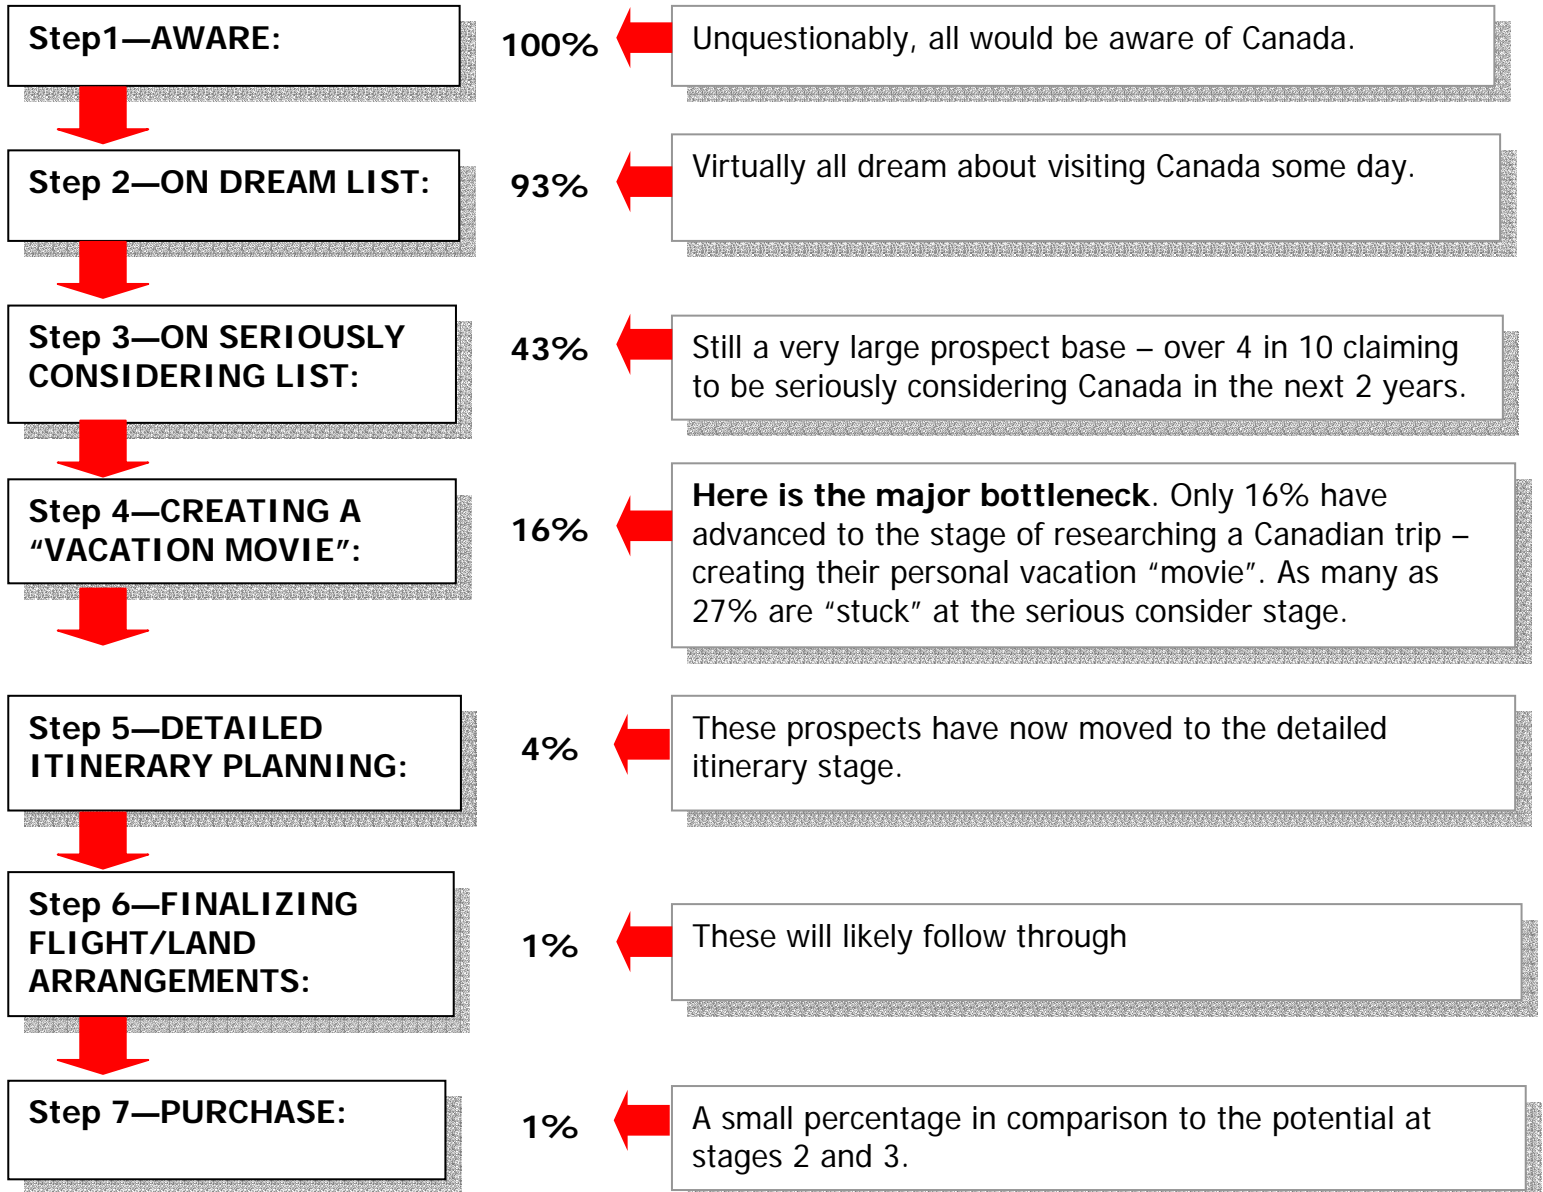 Step1—AWARE:
100%
Unquestionably, all would be aware of Canada.
Step 2—ON DREAM LIST:
93%
Virtually all dream about visiting Canada some day.
Step 3—ON SERIOUSLY
CONSIDERING LIST:
43%
Still a very large prospect base – over 4 in 10 claiming
to be seriously considering Canada in the next 2 years.
Step 4—CREATING A
“VACATION MOVIE”:
16%
Here is the major bottleneck. Only 16% have
advanced to the stage of researching a Canadian trip –
creating their personal vacation “movie”. As many as
27% are “stuck” at the serious consider stage.
Step 5—DETAILED
ITINERARY PLANNING:
4%
These prospects have now moved to the detailed
itinerary stage.
Step 6—FINALIZING
FLIGHT/LAND
ARRANGEMENTS:
1%
These will likely follow through
Step 7—PURCHASE:
1%
A small percentage in comparison to the potential at
stages 2 and 3.